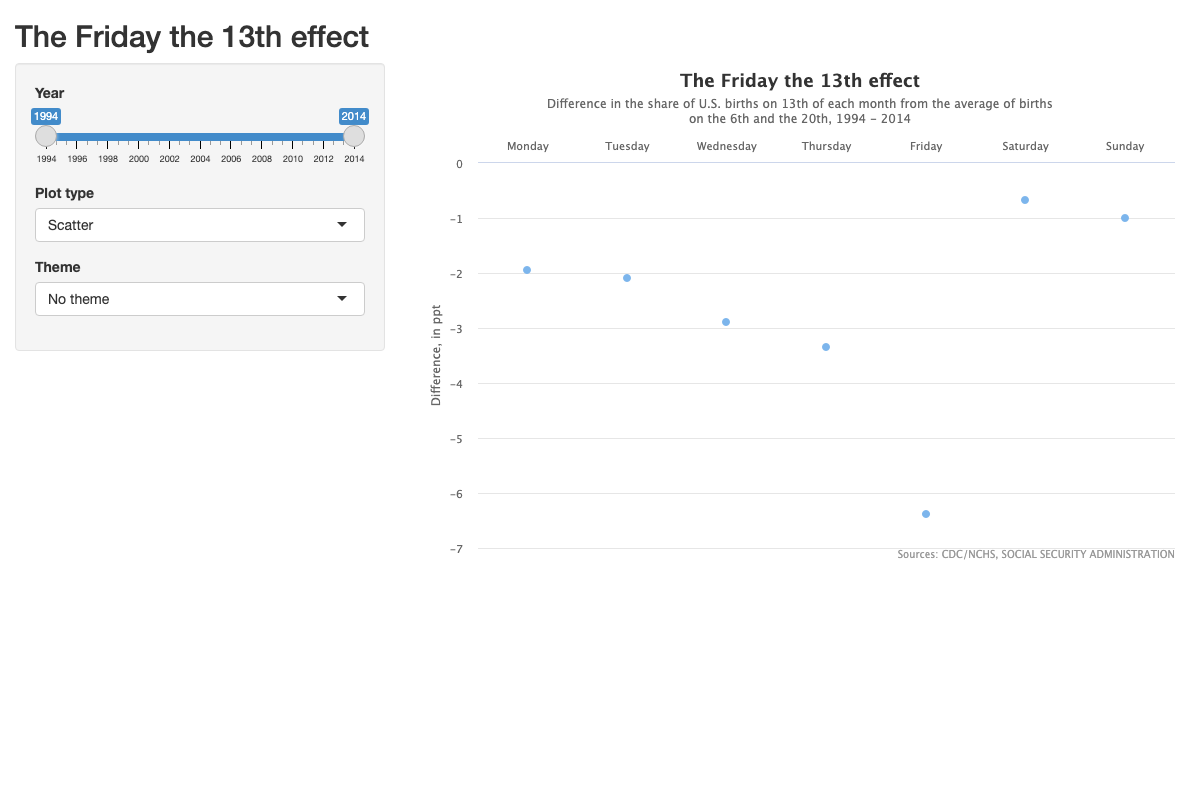 The Friday the 13th effect
Year
1994 2014
1994 1996 1998 2000 2002 2004 2006 2008 2010 2012 2014
Plot type
Scatter
Theme
No theme
The Friday the 13th effect
Difference in the share of U.S. births on 13th of each month from the average of births
on the 6th and the 20th, 1994 - 2014
Monday Tuesday Wednesday Thursday Friday Saturday Sunday
0
-1
-2
-3
-4
-5
-6
-7
Difference, in ppt
Sources: CDC/NCHS, SOCIAL SECURITY ADMINISTRATION